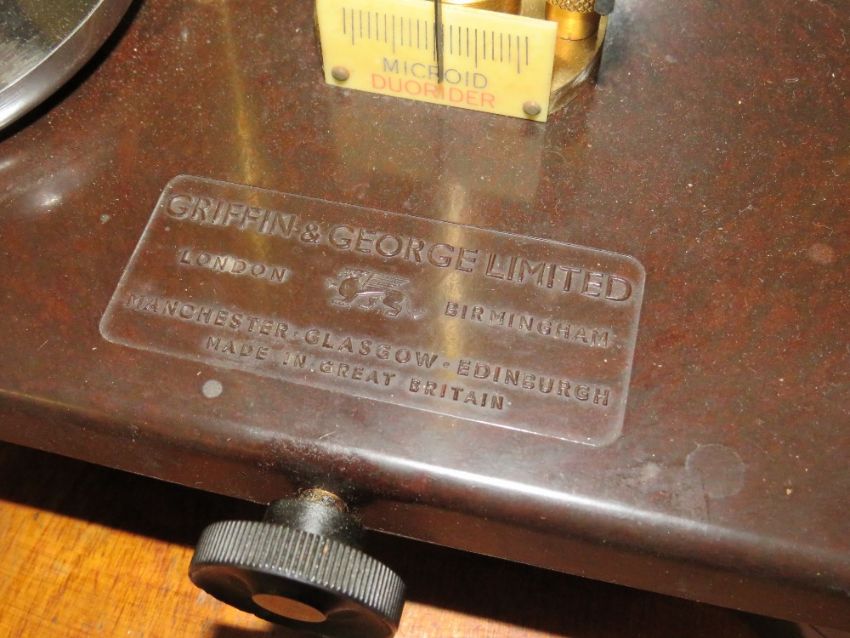 MICROID
DUORIDER
GRIFFIN & GEORGE LIMITED
LONDON BIRMINGHAM
MANCHESTER · GLASGOW · EDINBURGH
MADE IN GREAT BRITAIN